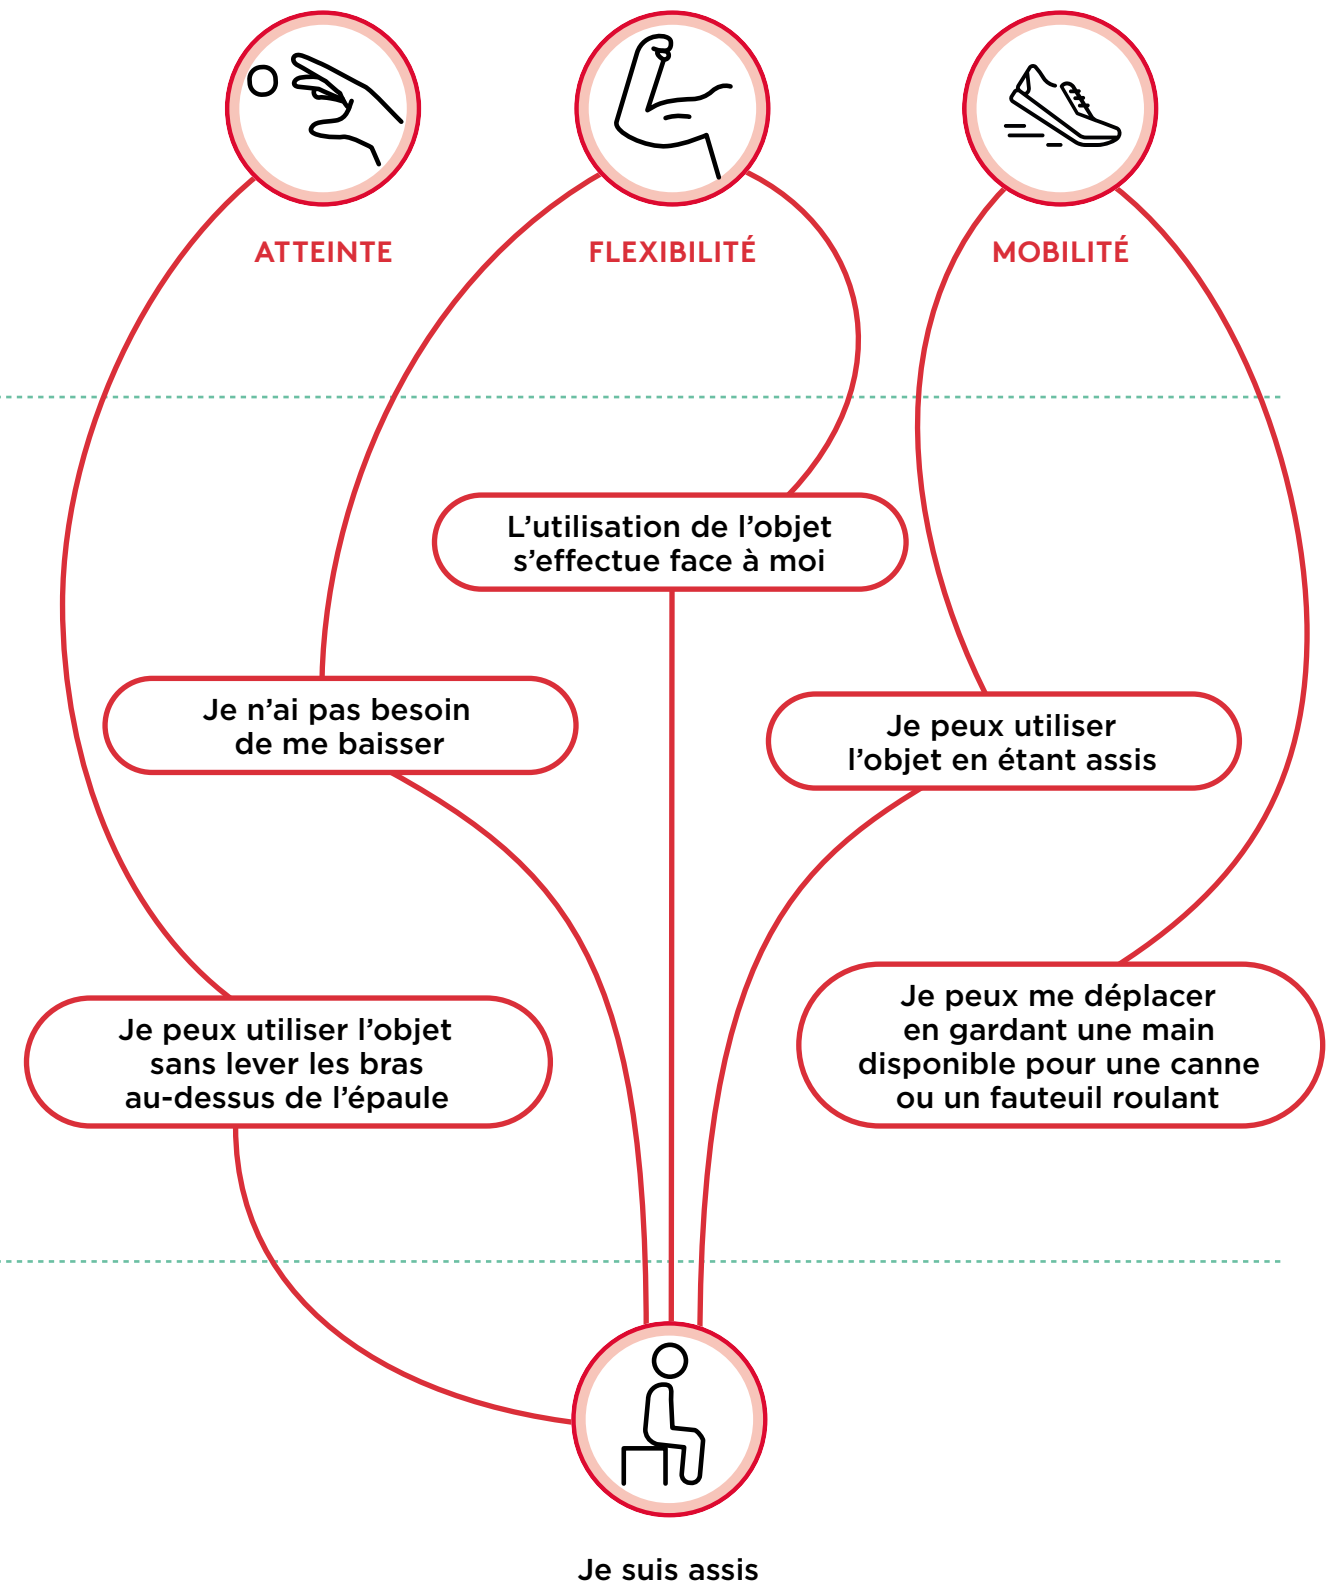 ATTEINTE
FLEXIBILITÉ
MOBILITÉ
L’utilisation de l’objet
s’effectue face à moi
Je n’ai pas besoin
de me baisser
Je peux utiliser
l’objet en étant assis
Je peux utiliser l’objet
sans lever les bras
au-dessus de l’épaule
Je peux me déplacer
en gardant une main
disponible pour une canne
ou un fauteuil roulant
Je suis assis